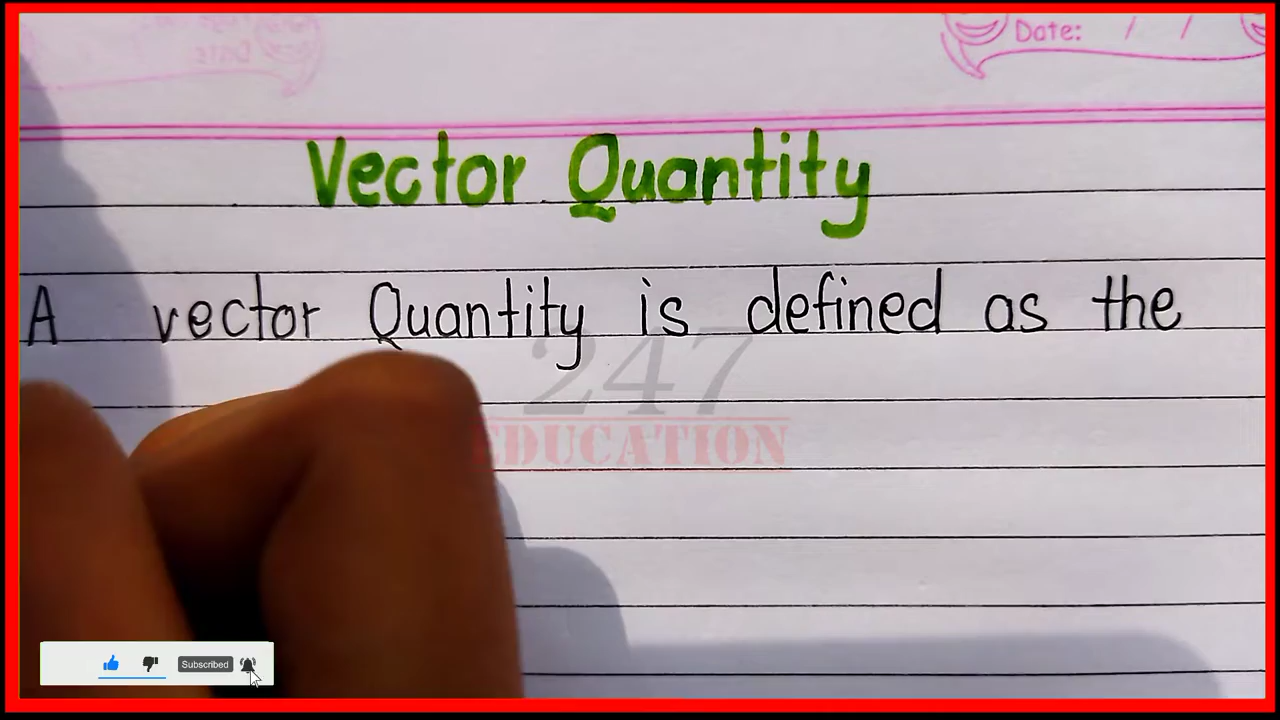 Date: / /
Vector Quantity
A vector Quantity is defined as the
247
EDUCATION
Subscribed